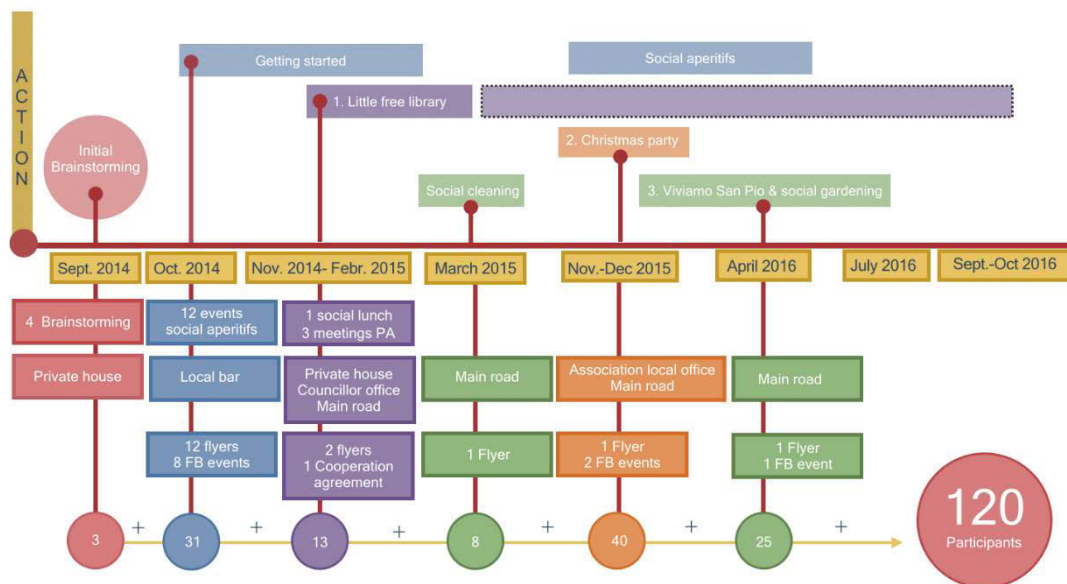 ACTION
Getting started
Social aperitifs
1. Little free library
Initial
Brainstorming
2. Christmas party
Social cleaning
3. Viviamo San Pio & social gardening
Sept. 2014
Oct. 2014
Nov. 2014- Febr. 2015
March 2015
Nov.-Dec 2015
April 2016
July 2016
Sept.-Oct 2016
4 Brainstorming
12 events
social aperitifs
1 social lunch
3 meetings PA
Private house
Local bar
Private house
Councillor office
Main road
Main road
Association local office
Main road
Main road
12 flyers
8 FB events
2 flyers
1 Cooperation
agreement
1 Flyer
1 Flyer
2 FB events
1 Flyer
1 FB event
3
+
31
+
13
+
8
+
40
+
25
+
120
Participants